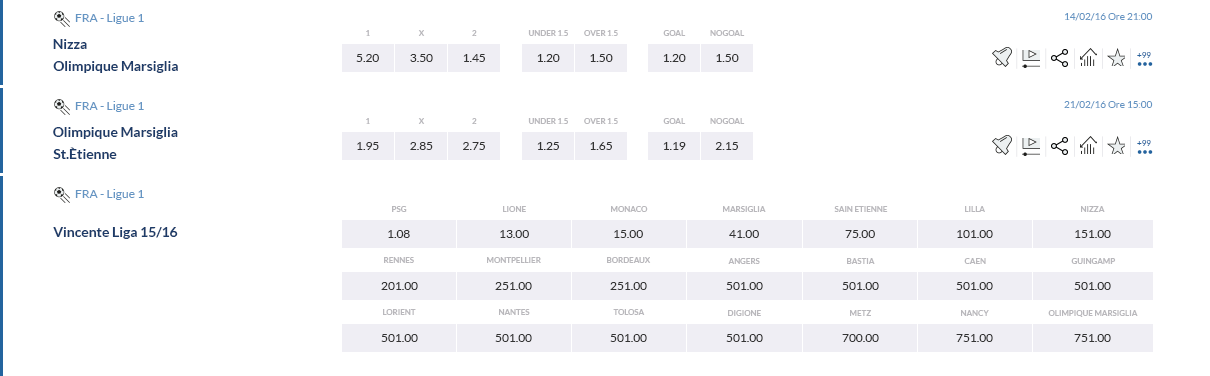 FRA - Ligue 1
14/02/16 Ore 21:00
Nizza
Olimpique Marsiglia
1 X 2 UNDER 1.5 OVER 1.5 GOAL NOGOAL
5.20 3.50 1.45 1.20 1.50 1.20 1.50
+99
FRA - Ligue 1
21/02/16 Ore 15:00
Olimpique Marsiglia
St.Ètienne
1 X 2 UNDER 1.5 OVER 1.5 GOAL NOGOAL
1.95 2.85 2.75 1.25 1.65 1.19 2.15
+99
FRA - Ligue 1
Vincente Liga 15/16
PSG LIONE MONACO MARSIGLIA SAIN ETIENNE LILLA NIZZA
1.08 13.00 15.00 41.00 75.00 101.00 151.00
RENNES MONTPELLIER BORDEAUX ANGERS BASTIA CAEN GUINGAMP
201.00 251.00 251.00 501.00 501.00 501.00 501.00
LORIENT NANTES TOLOSA DIGIONE METZ NANCY OLIMPIQUE MARSIGLIA
501.00 501.00 501.00 501.00 700.00 751.00 751.00